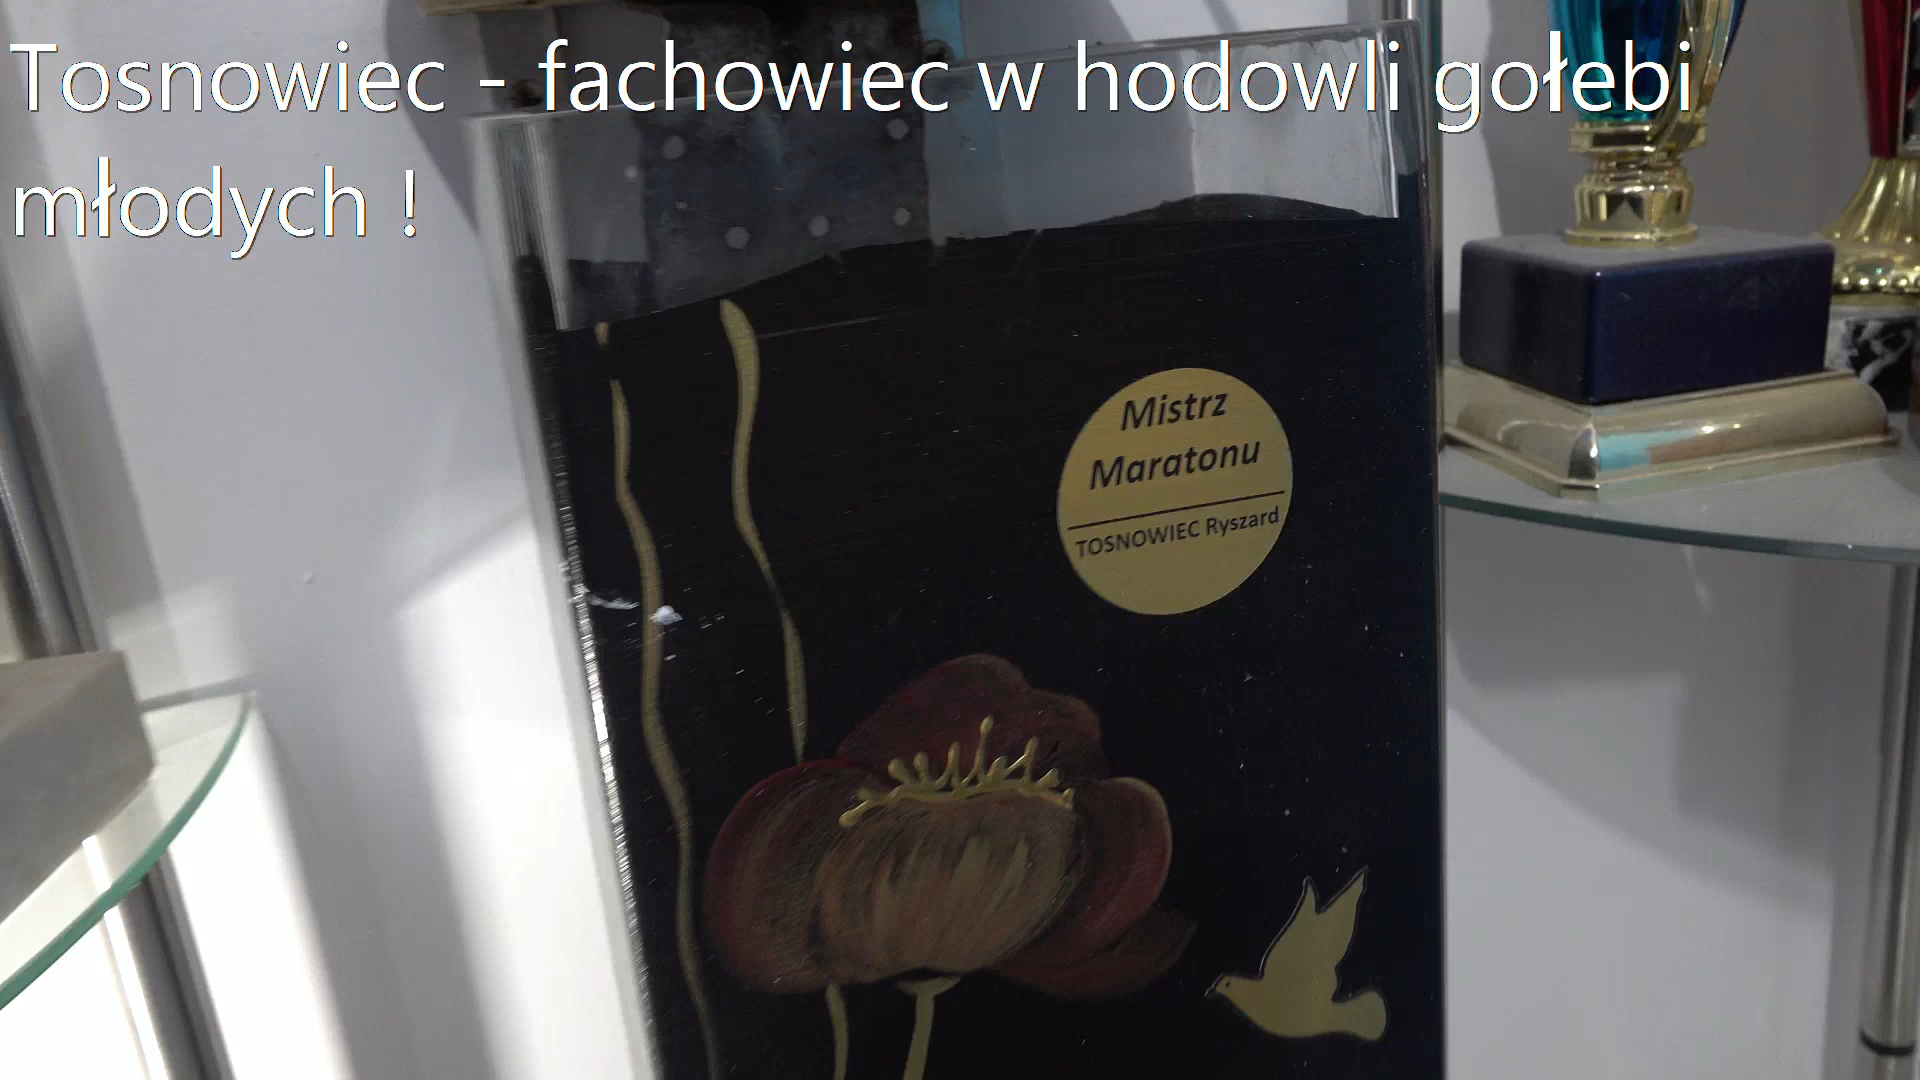 Tosnowiec - fachowiec w hodowli gołebi
młodych !
Mistrz
Maratonu
TOSNOWIEC Ryszard